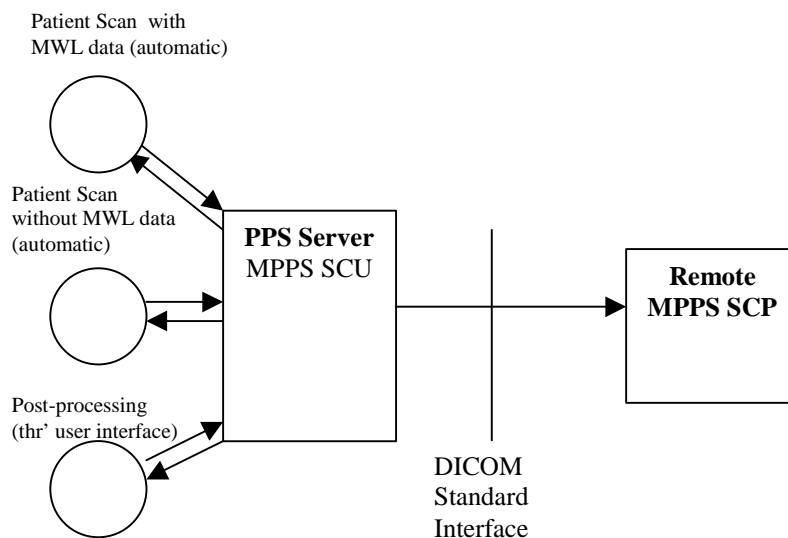 Patient Scan with
MWL data (automatic)
Patient Scan
without MWL data
(automatic)
Post-processing
(thr' user interface)
PPS Server
MPPS SCU
DICOM
Standard
Interface
Remote
MPPS SCP